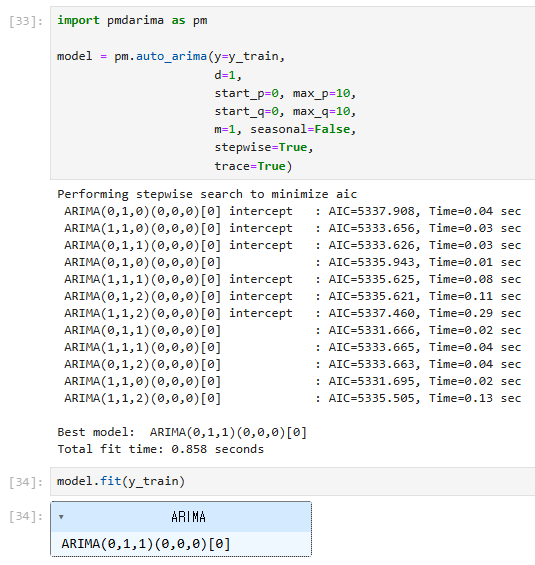 [33]: import pmdarima as pm
model = pm.auto_arima(y=y_train,
d=1,
start_p=0, max_p=10,
start_q=0, max_q=10,
m=1, seasonal=False,
stepwise=True,
trace=True)
Performing stepwise search to minimize aic
ARIMA(0,1,0)(0,0,0)[0] intercept   : AIC=5337.908, Time=0.04 sec
ARIMA(1,1,0)(0,0,0)[0] intercept   : AIC=5333.656, Time=0.03 sec
ARIMA(0,1,1)(0,0,0)[0] intercept   : AIC=5333.626, Time=0.03 sec
ARIMA(0,1,0)(0,0,0)[0]             : AIC=5335.943, Time=0.01 sec
ARIMA(1,1,1)(0,0,0)[0] intercept   : AIC=5335.625, Time=0.08 sec
ARIMA(0,1,2)(0,0,0)[0] intercept   : AIC=5335.621, Time=0.11 sec
ARIMA(1,1,2)(0,0,0)[0] intercept   : AIC=5337.460, Time=0.29 sec
ARIMA(0,1,1)(0,0,0)[0]             : AIC=5331.666, Time=0.02 sec
ARIMA(1,1,1)(0,0,0)[0]             : AIC=5333.665, Time=0.04 sec
ARIMA(0,1,2)(0,0,0)[0]             : AIC=5333.663, Time=0.04 sec
ARIMA(1,1,0)(0,0,0)[0]             : AIC=5331.695, Time=0.02 sec
ARIMA(1,1,2)(0,0,0)[0]             : AIC=5335.505, Time=0.13 sec
Best model:  ARIMA(0,1,1)(0,0,0)[0]
Total fit time: 0.858 seconds
[34]: model.fit(y_train)
[34]: ▾ ARIMA
ARIMA(0,1,1)(0,0,0)[0]